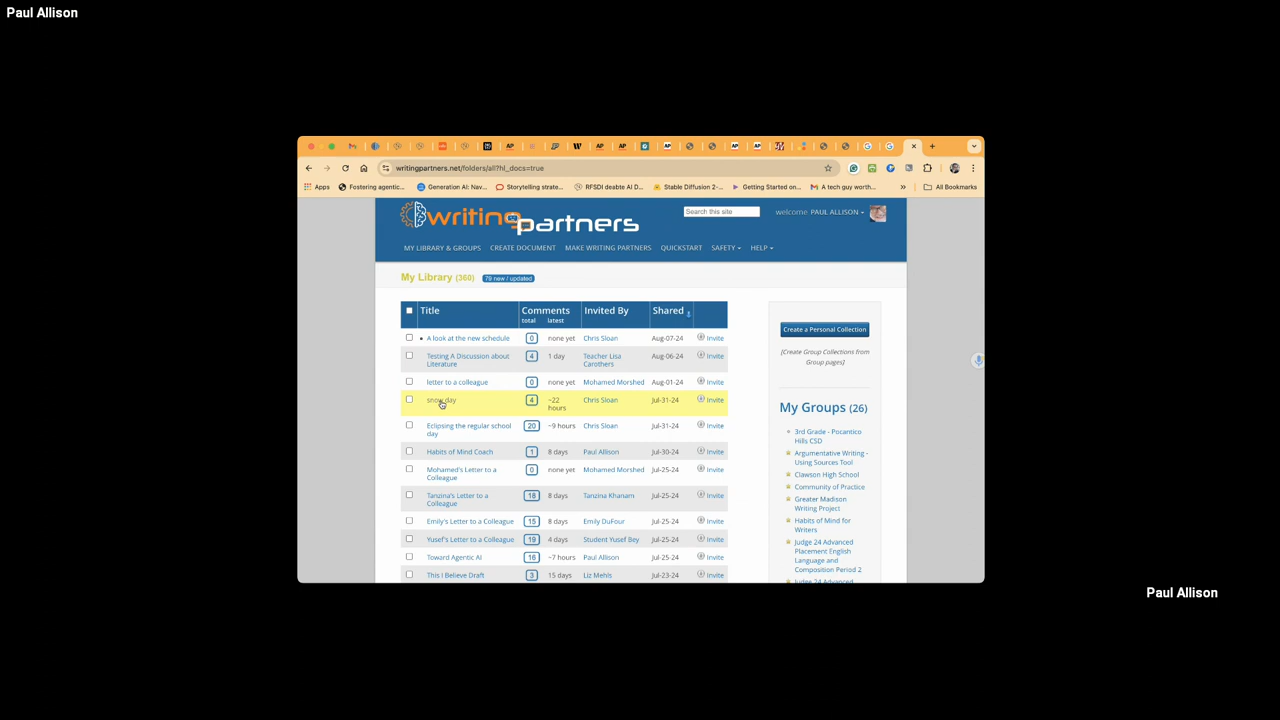 Paul Allison
writingpartners.net/folders/all?hl_docs=true
Apps
Fostering agentic...
Generation AI: Nav...
Storytelling strate...
RFSDI deabte AI D...
Stable Diffusion 2-...
Getting Started on...
A tech guy worth...
»
All Bookmarks
writingpartners
Search this site
welcome PAUL ALLISON
MY LIBRARY & GROUPS CREATE DOCUMENT MAKE WRITING PARTNERS QUICKSTART SAFETY HELP
My Library (360) 79 new / updated
Title Comments Invited By Shared
total latest
A look at the new schedule 0 none yet Chris Sloan Aug-07-24 Invite
Testing A Discussion about 4 1 day Teacher Lisa Aug-06-24 Invite
Literature Carothers
letter to a colleague 0 none yet Mohamed Morshed Aug-01-24 Invite
snow day 4 ~22 Chris Sloan Jul-31-24 Invite
hours
Eclipsing the regular school 20 ~9 hours Chris Sloan Jul-31-24 Invite
day
Habits of Mind Coach 1 8 days Paul Allison Jul-30-24 Invite
Mohamed's Letter to a 0 none yet Mohamed Morshed Jul-25-24 Invite
Colleague
Tanzina's Letter to a 18 8 days Tanzina Khanam Jul-25-24 Invite
Colleague
Emily's Letter to a Colleague 15 8 days Emily DuFour Jul-25-24 Invite
Yusef's Letter to a Colleague 19 4 days Student Yusef Bey Jul-25-24 Invite
Toward Agentic AI 16 ~7 hours Paul Allison Jul-25-24 Invite
This I Believe Draft 3 15 days Liz Mehls Jul-23-24 Invite
Create a Personal Collection
[Create Group Collections from
Group pages]
My Groups (26)
3rd Grade - Pocantico
Hills CSD
Argumentative Writing -
Using Sources Tool
Clawson High School
Community of Practice
Greater Madison
Writing Project
Habits of Mind for
Writers
Judge 24 Advanced
Placement English
Language and
Composition Period 2
Judge 24 Advanced
Paul Allison